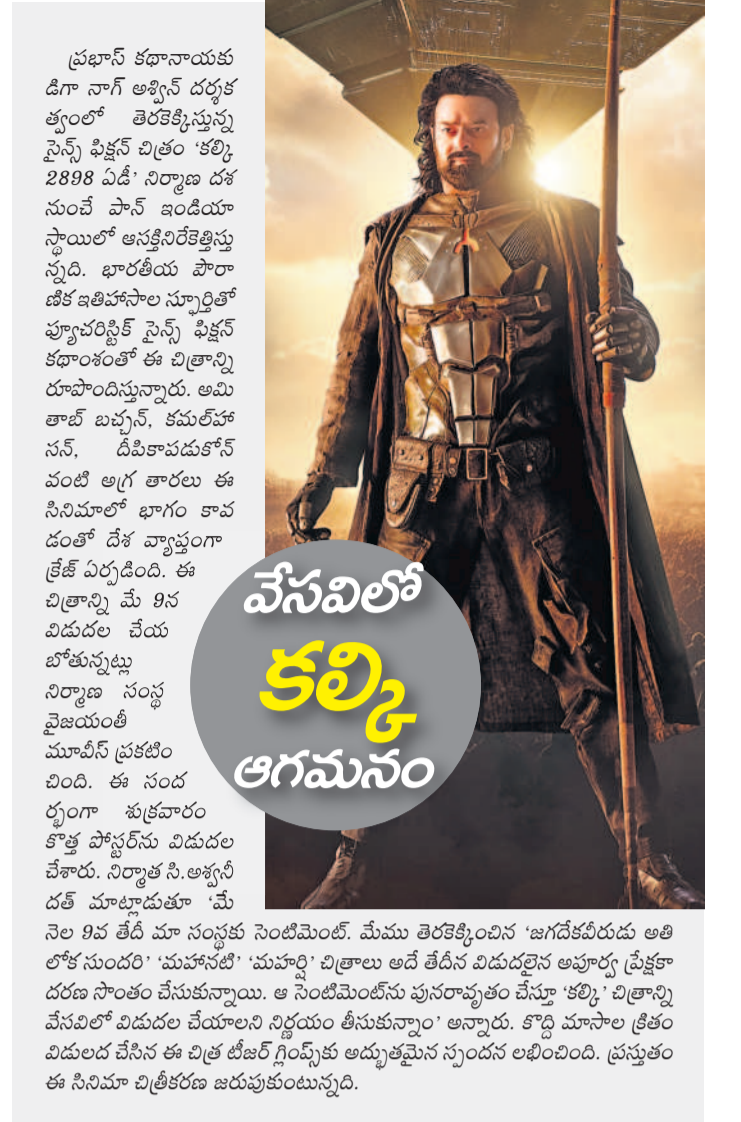 ప్రభాస్ కథానాయకు
డిగా నాగ్ అశ్విన్ దర్శక
త్వంలో తెరకెక్కిస్తున్న
సైన్స్ ఫిక్షన్ చిత్రం ‘కల్కి
2898 ఏడీ’ నిర్మాణ దశ
నుంచే పాన్ ఇండియా
స్థాయిలో ఆసక్తినిరేకెత్తిస్తు
న్నది. భారతీయ పౌరా
ణిక ఇతిహాసాల స్ఫూర్తితో
ఫ్యూచరిస్టిక్ సైన్స్ ఫిక్షన్
కథాంశంతో ఈ చిత్రాన్ని
రూపొందిస్తున్నారు. అమి
తాబ్ బచ్చన్, కమల్‌హా
సన్, దీపికాపడుకోన్
వంటి అగ్ర తారలు ఈ
సినిమాలో భాగం కావ
డంతో దేశ వ్యాప్తంగా
క్రేజ్ ఏర్పడింది. ఈ
చిత్రాన్ని మే 9న
విడుదల చేయ
బోతున్నట్లు
నిర్మాణ సంస్థ
వైజయంతీ
మూవీస్ ప్రకటిం
చింది. ఈ సంద
ర్భంగా శుక్రవారం
కొత్త పోస్టర్‌ను విడుదల
చేశారు. నిర్మాత సి.అశ్వనీ
దత్ మాట్లాడుతూ ‘మే
నెల 9వ తేదీ మా సంస్థకు సెంటిమెంట్. మేము తెరకెక్కించిన ‘జగదేకవీరుడు అతి
లోక సుందరి’ ‘మహానటి’ ‘మహర్షి’ చిత్రాలు అదే తేదీన విడుదలైన అపూర్వ ప్రేక్షకా
దరణ సొంతం చేసుకున్నాయి. ఆ సెంటిమెంట్‌ను పునరావృతం చేస్తూ ‘కల్కి’ చిత్రాన్ని
వేసవిలో విడుదల చేయాలని నిర్ణయం తీసుకున్నాం’ అన్నారు. కొద్ది మాసాల క్రితం
విడులద చేసిన ఈ చిత్ర టీజర్ గ్లింప్స్‌కు అద్భుతమైన స్పందన లభించింది. ప్రస్తుతం
ఈ సినిమా చిత్రీకరణ జరుపుకుంటున్నది.
వేసవిలో
కల్కి
ఆగమనం